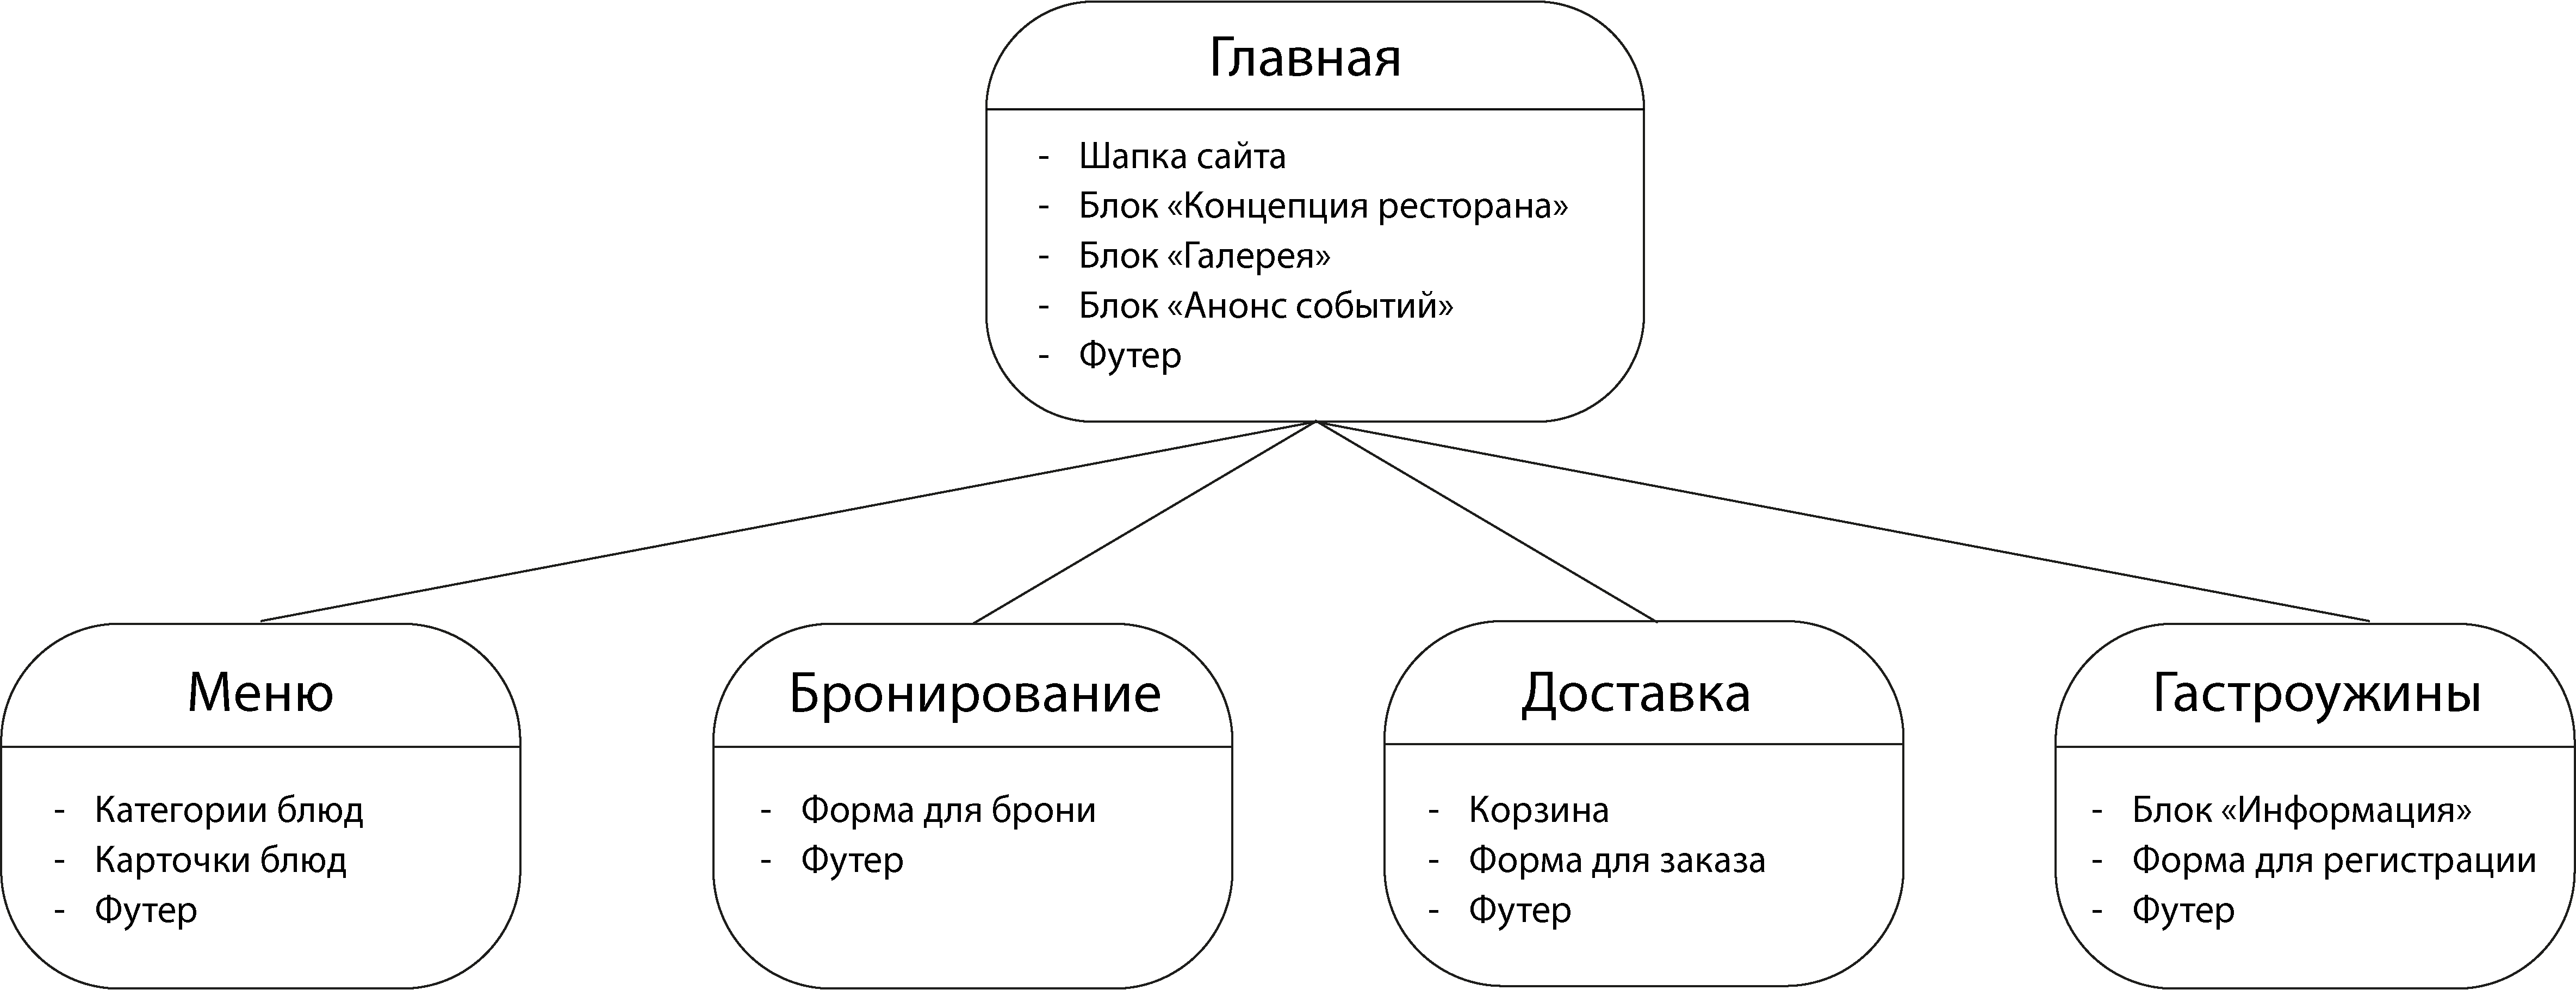 Главная
- Шапка сайта
- Блок «Концепция ресторана»
- Блок «Галерея»
- Блок «Анонс событий»
- Футер
Меню
- Категории блюд
- Карточки блюд
- Футер
Бронирование
- Форма для брони
- Футер
Доставка
- Корзина
- Форма для заказа
- Футер
Гастроужины
- Блок «Информация»
- Форма для регистрации
- Футер